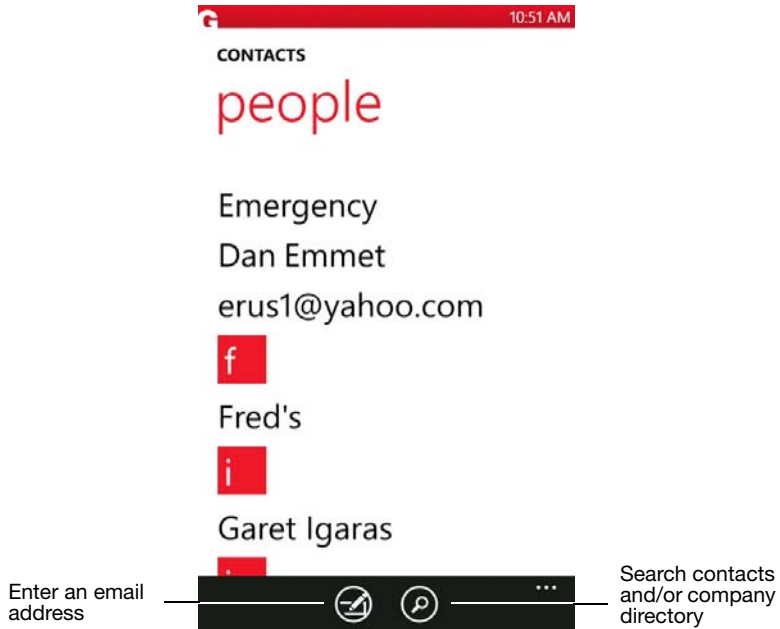 G 10:51 AM
CONTACTS
people
Emergency
Dan Emmet
erus1@yahoo.com
f
Fred's
i
Garet Igaras
Enter an email
address
...
Search contacts
and/or company
directory